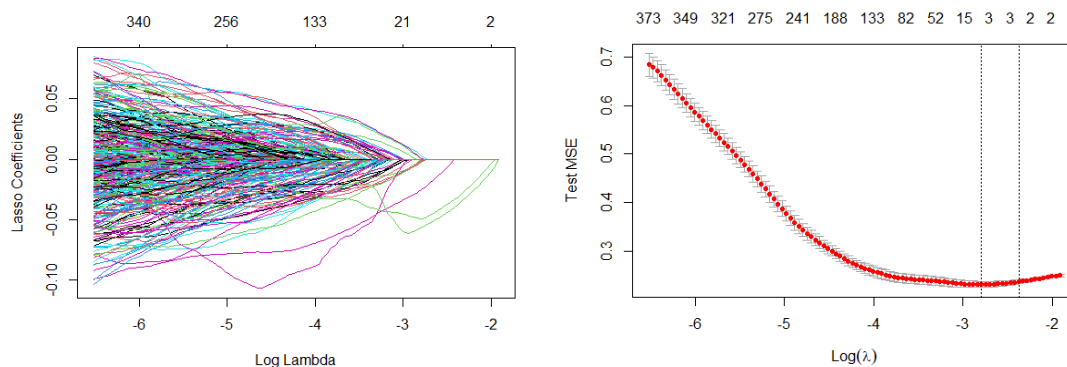 340 256 133 21 2
Lasso Coefficients
0.05
0.00
-0.05
-0.10
-6 -5 -4 -3 -2
Log Lambda
373 349 321 275 241 188 133 82 52 15 3 3 2 2
Test MSE
0.7
0.6
0.5
0.4
0.3
-6 -5 -4 -3 -2
Log(λ)